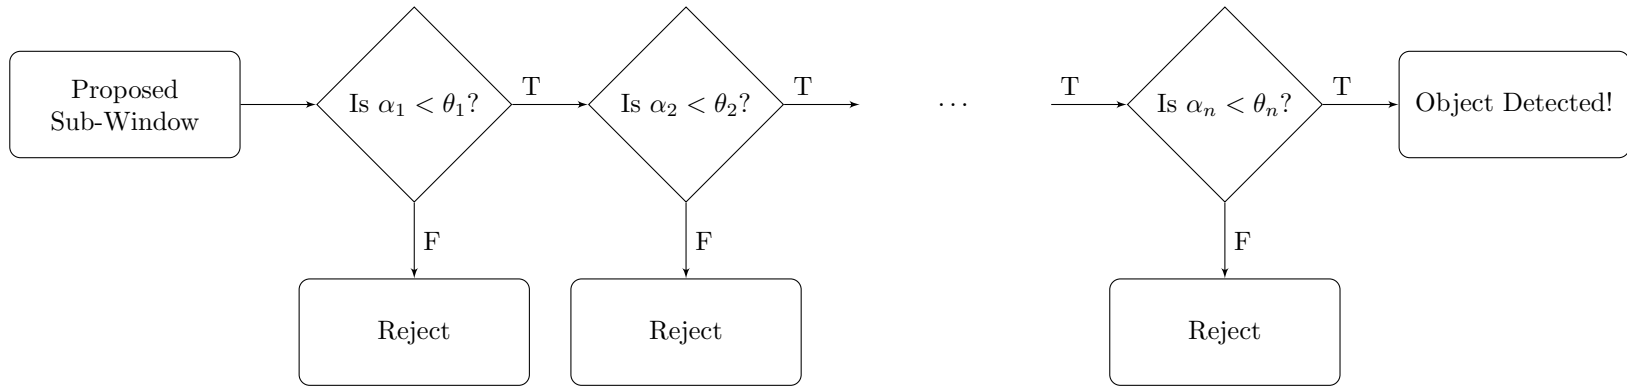 Proposed
Sub-Window
Is α₁ < θ₁?
T
Is α₂ < θ₂?
T
···
T
Is αₙ < θₙ?
T
Object Detected!
F
F
F
Reject
Reject
Reject